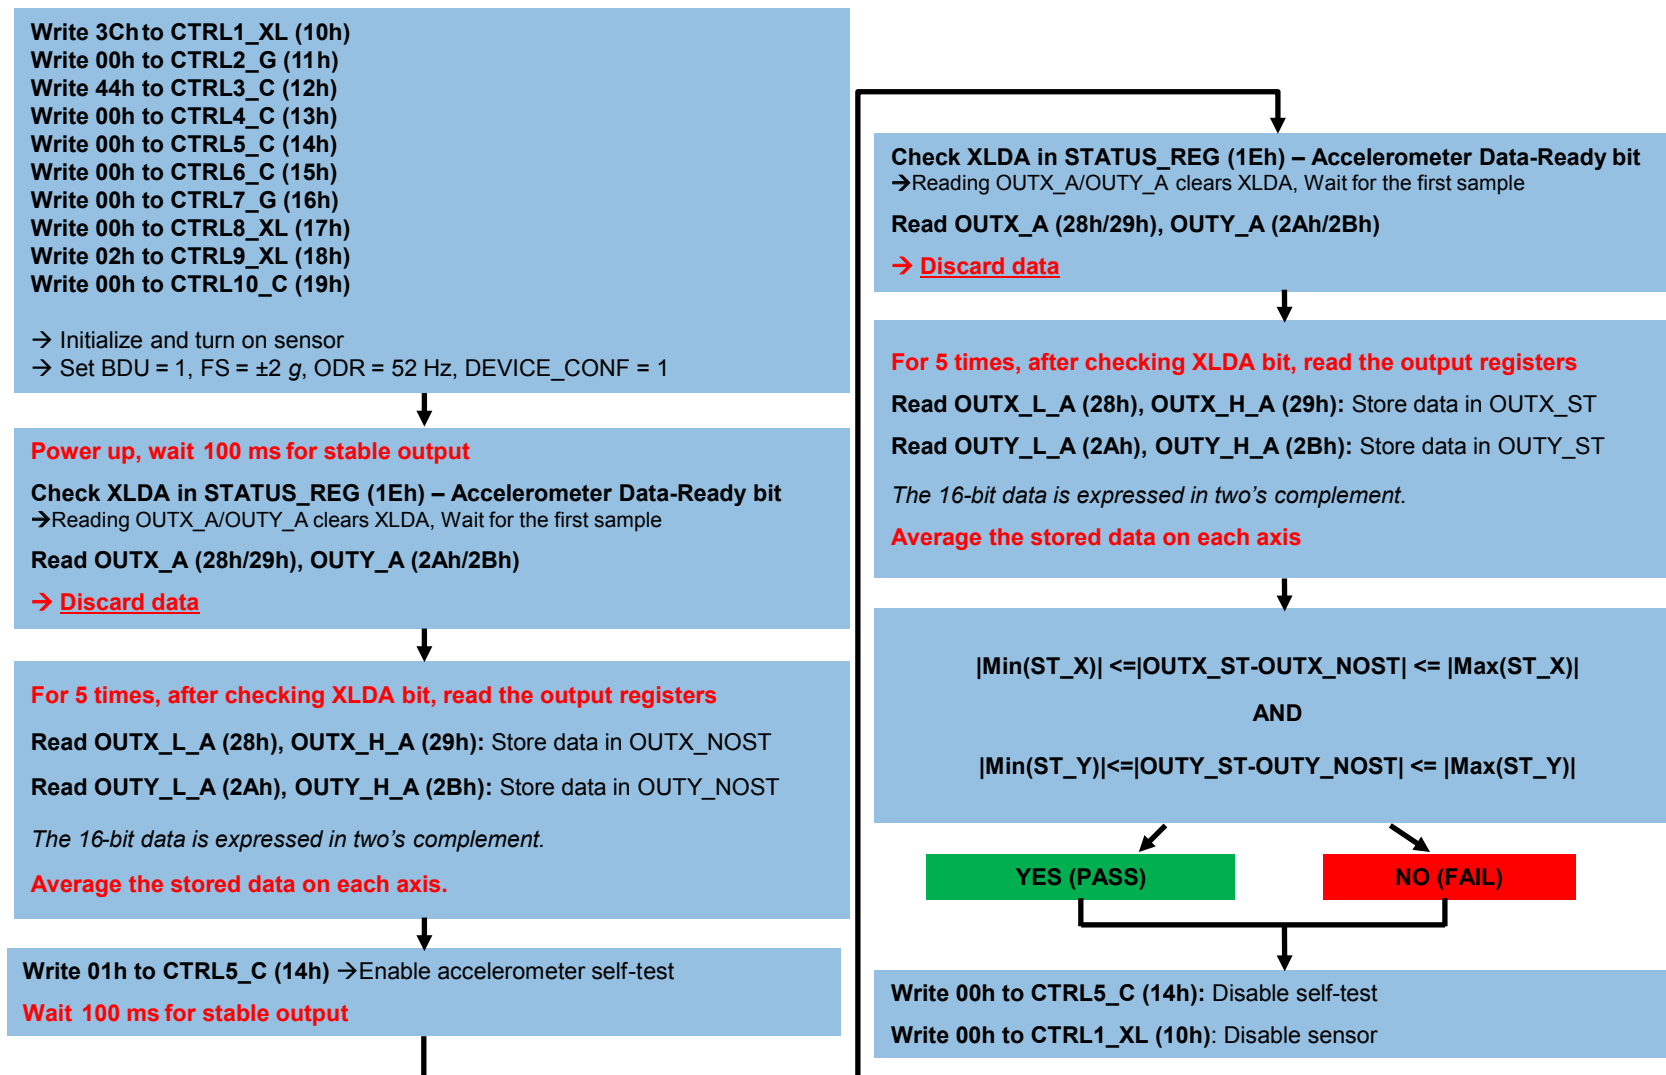 Write 3Ch to CTRL1_XL (10h)
Write 00h to CTRL2_G (11h)
Write 44h to CTRL3_C (12h)
Write 00h to CTRL4_C (13h)
Write 00h to CTRL5_C (14h)
Write 00h to CTRL6_C (15h)
Write 00h to CTRL7_G (16h)
Write 00h to CTRL8_XL (17h)
Write 02h to CTRL9_XL (18h)
Write 00h to CTRL10_C (19h)
→ Initialize and turn on sensor
→ Set BDU = 1, FS = ±2 g, ODR = 52 Hz, DEVICE_CONF = 1
Power up, wait 100 ms for stable output
Check XLDA in STATUS_REG (1Eh) – Accelerometer Data-Ready bit
→Reading OUTX_A/OUTY_A clears XLDA, Wait for the first sample
Read OUTX_A (28h/29h), OUTY_A (2Ah/2Bh)
→ Discard data
For 5 times, after checking XLDA bit, read the output registers
Read OUTX_L_A (28h), OUTX_H_A (29h): Store data in OUTX_NOST
Read OUTY_L_A (2Ah), OUTY_H_A (2Bh): Store data in OUTY_NOST
The 16-bit data is expressed in two's complement.
Average the stored data on each axis.
Write 01h to CTRL5_C (14h) →Enable accelerometer self-test
Wait 100 ms for stable output
Check XLDA in STATUS_REG (1Eh) – Accelerometer Data-Ready bit
→Reading OUTX_A/OUTY_A clears XLDA, Wait for the first sample
Read OUTX_A (28h/29h), OUTY_A (2Ah/2Bh)
→ Discard data
For 5 times, after checking XLDA bit, read the output registers
Read OUTX_L_A (28h), OUTX_H_A (29h): Store data in OUTX_ST
Read OUTY_L_A (2Ah), OUTY_H_A (2Bh): Store data in OUTY_ST
The 16-bit data is expressed in two's complement.
Average the stored data on each axis
|Min(ST_X)| <=|OUTX_ST-OUTX_NOST| <= |Max(ST_X)|
AND
|Min(ST_Y)|<=|OUTY_ST-OUTY_NOST| <= |Max(ST_Y)|
YES (PASS)
NO (FAIL)
Write 00h to CTRL5_C (14h): Disable self-test
Write 00h to CTRL1_XL (10h): Disable sensor